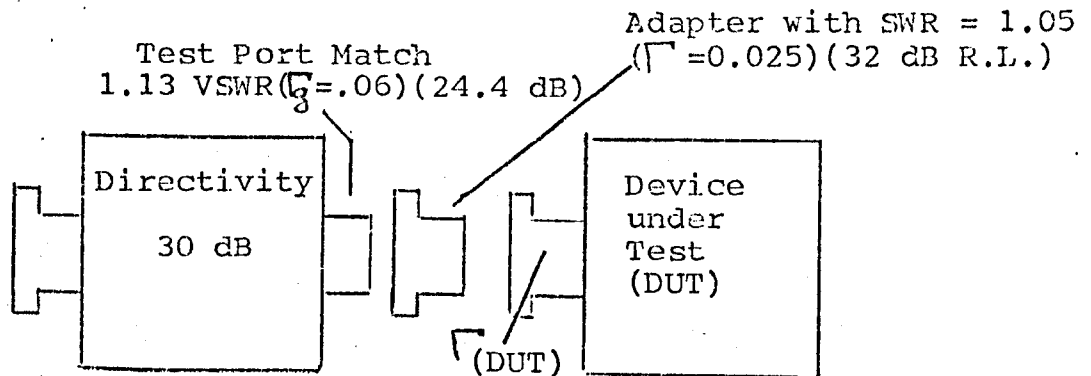 Adapter with SWR = 1.05
(Γ =0.025)(32 dB R.L.)
Test Port Match
1.13 VSWR(Γg=.06)(24.4 dB)
Directivity
30 dB
Device
under
Test
(DUT)
Γ(DUT)